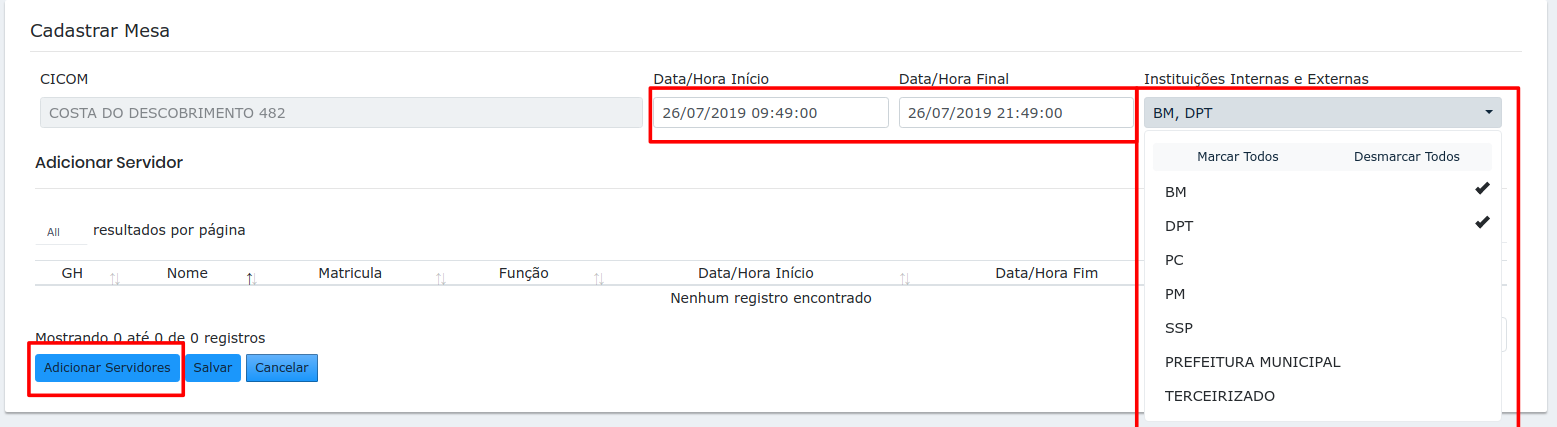 Cadastrar Mesa
CICOM
Data/Hora Início
Data/Hora Final
Instituições Internas e Externas
COSTA DO DESCOBRIMENTO 482
26/07/2019 09:49:00
26/07/2019 21:49:00
BM, DPT
Marcar Todos
Desmarcar Todos
BM
DPT
PC
PM
SSP
PREFEITURA MUNICIPAL
TERCEIRIZADO
Adicionar Servidor
All resultados por página
GH Nome Matricula Função Data/Hora Início Data/Hora Fim
Nenhum registro encontrado
Mostrando 0 até 0 de 0 registros
Adicionar Servidores Salvar Cancelar